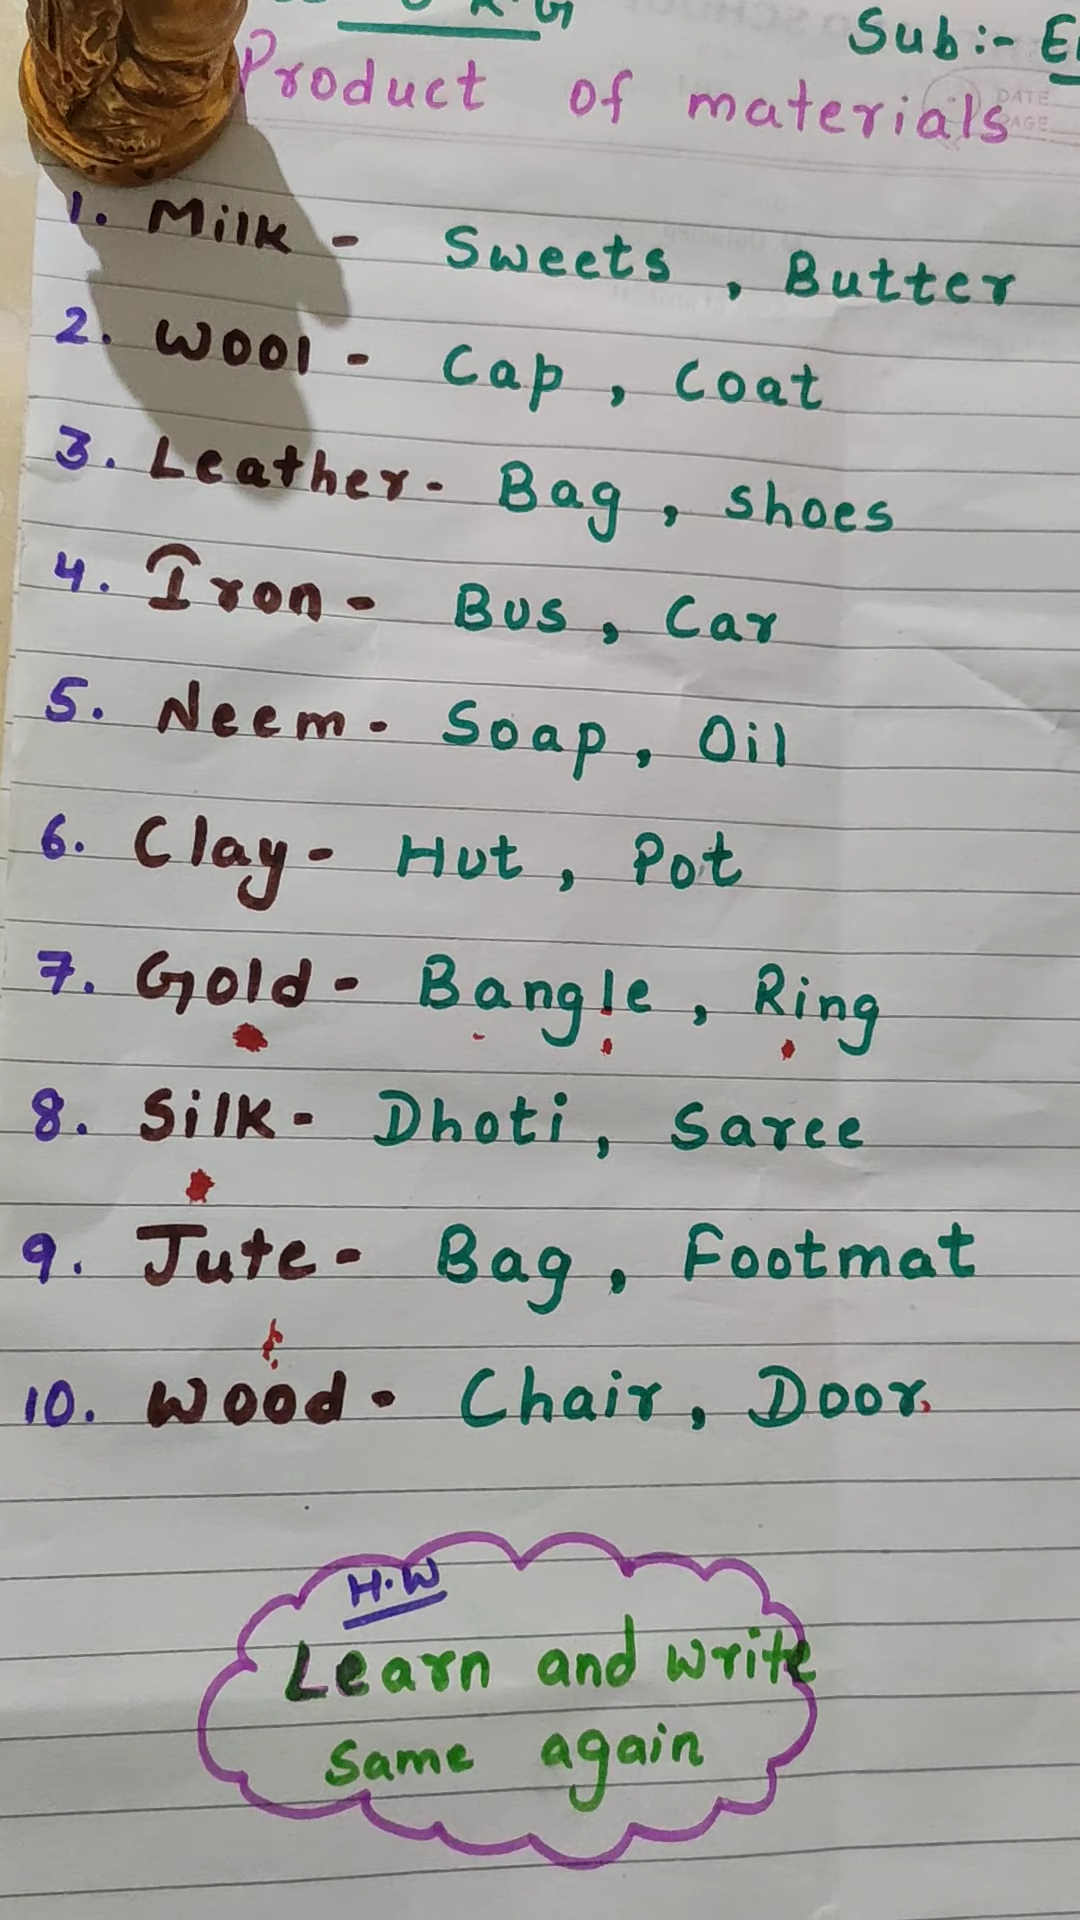 Sub:-
Product of materials
DATE
PAGE
1. Milk - Sweets , Butter
2. Wool - Cap , Coat
3. Leather - Bag , Shoes
4. Iron - Bus , Car
5. Neem - Soap , Oil
6. Clay - Hut , Pot
7. Gold - Bangle , Ring
8. Silk - Dhoti , Saree
9. Jute - Bag , Footmat
10. Wood - Chair , Door.
H.W
Learn and write
same again